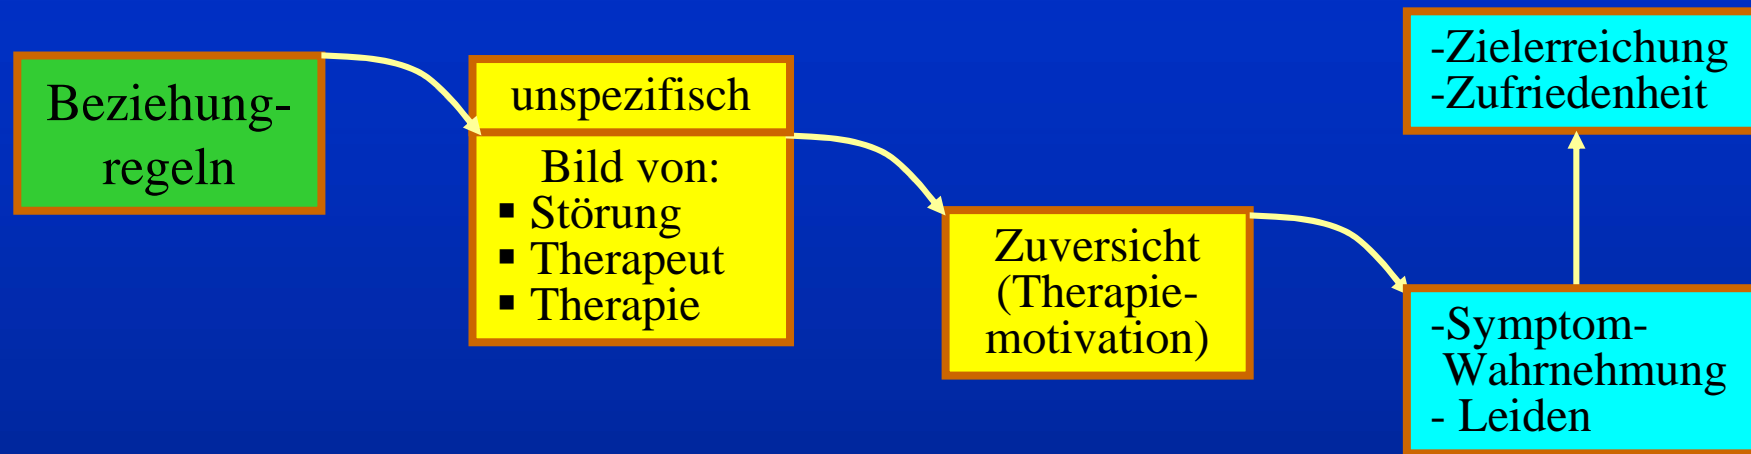 Beziehung-
regeln
unspezifisch
Bild von:
▪ Störung
▪ Therapeut
▪ Therapie
Zuversicht
(Therapie-
motivation)
-Zielerreichung
-Zufriedenheit
-Symptom-
Wahrnehmung
- Leiden